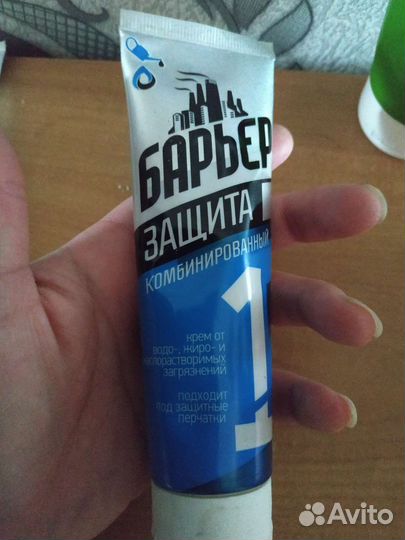 БАРЬЕР
ЗАЩИТА
КОМБИНИРОВАННЫЙ
1
крем от
водо-, жиро- и
маслорастворимых
загрязнений
подходит
под защитные
перчатки
Avito